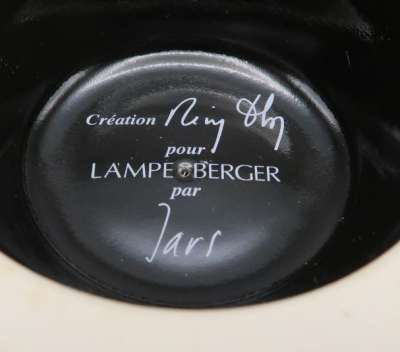 Création
pour
LAMPE BERGER
par
Jars